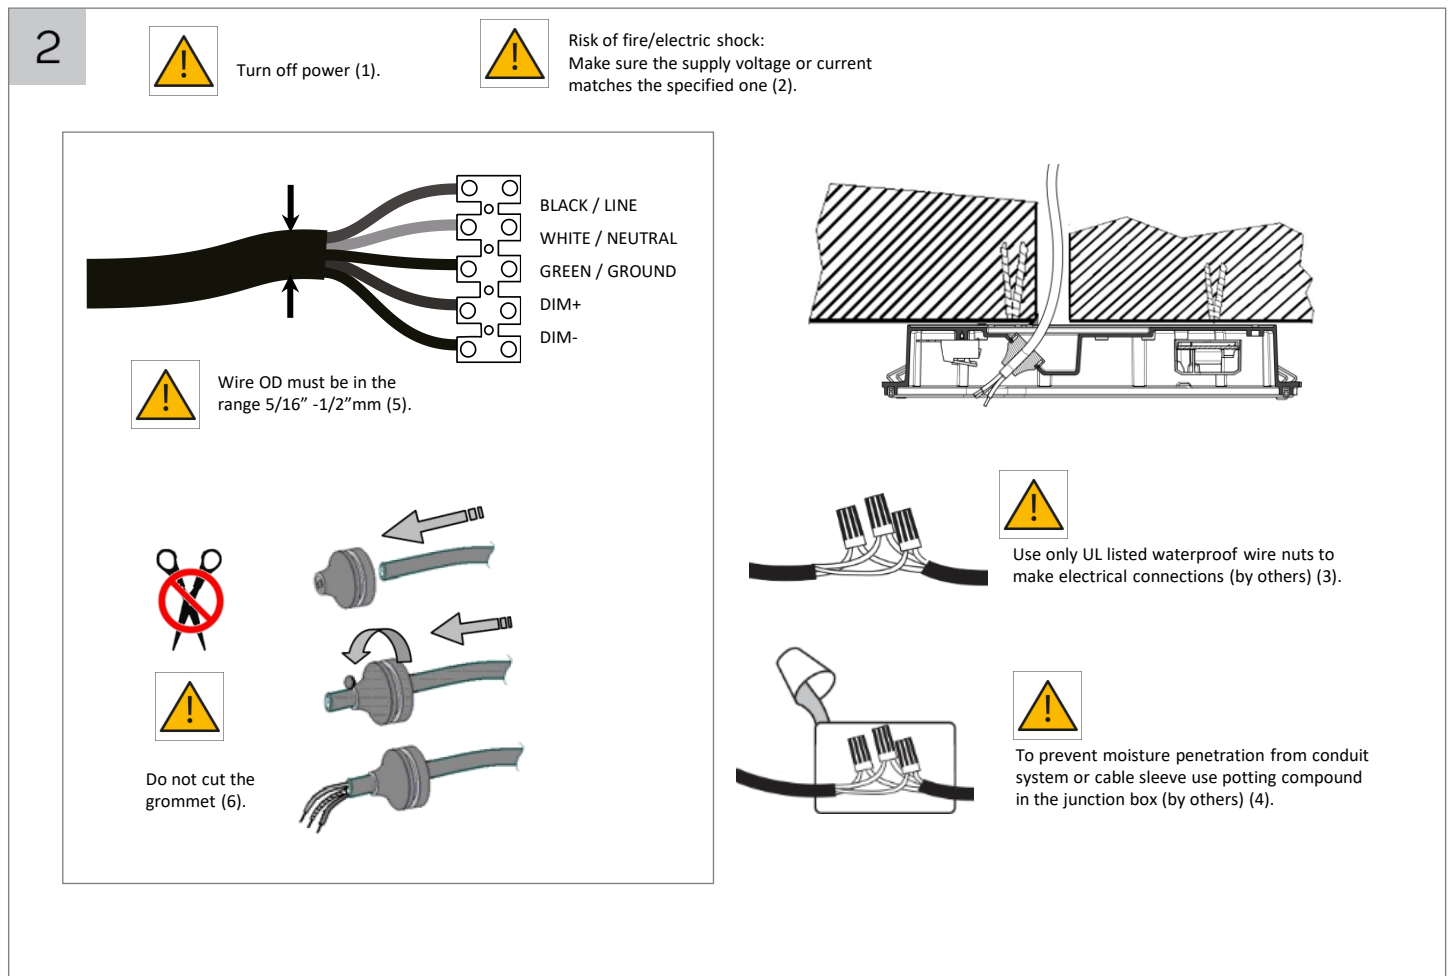 2
Turn off power (1).
Risk of fire/electric shock:
Make sure the supply voltage or current
matches the specified one (2).
BLACK / LINE
WHITE / NEUTRAL
GREEN / GROUND
DIM+
DIM-
Wire OD must be in the
range 5/16” -1/2”mm (5).
Do not cut the
grommet (6).
Use only UL listed waterproof wire nuts to
make electrical connections (by others) (3).
To prevent moisture penetration from conduit
system or cable sleeve use potting compound
in the junction box (by others) (4).